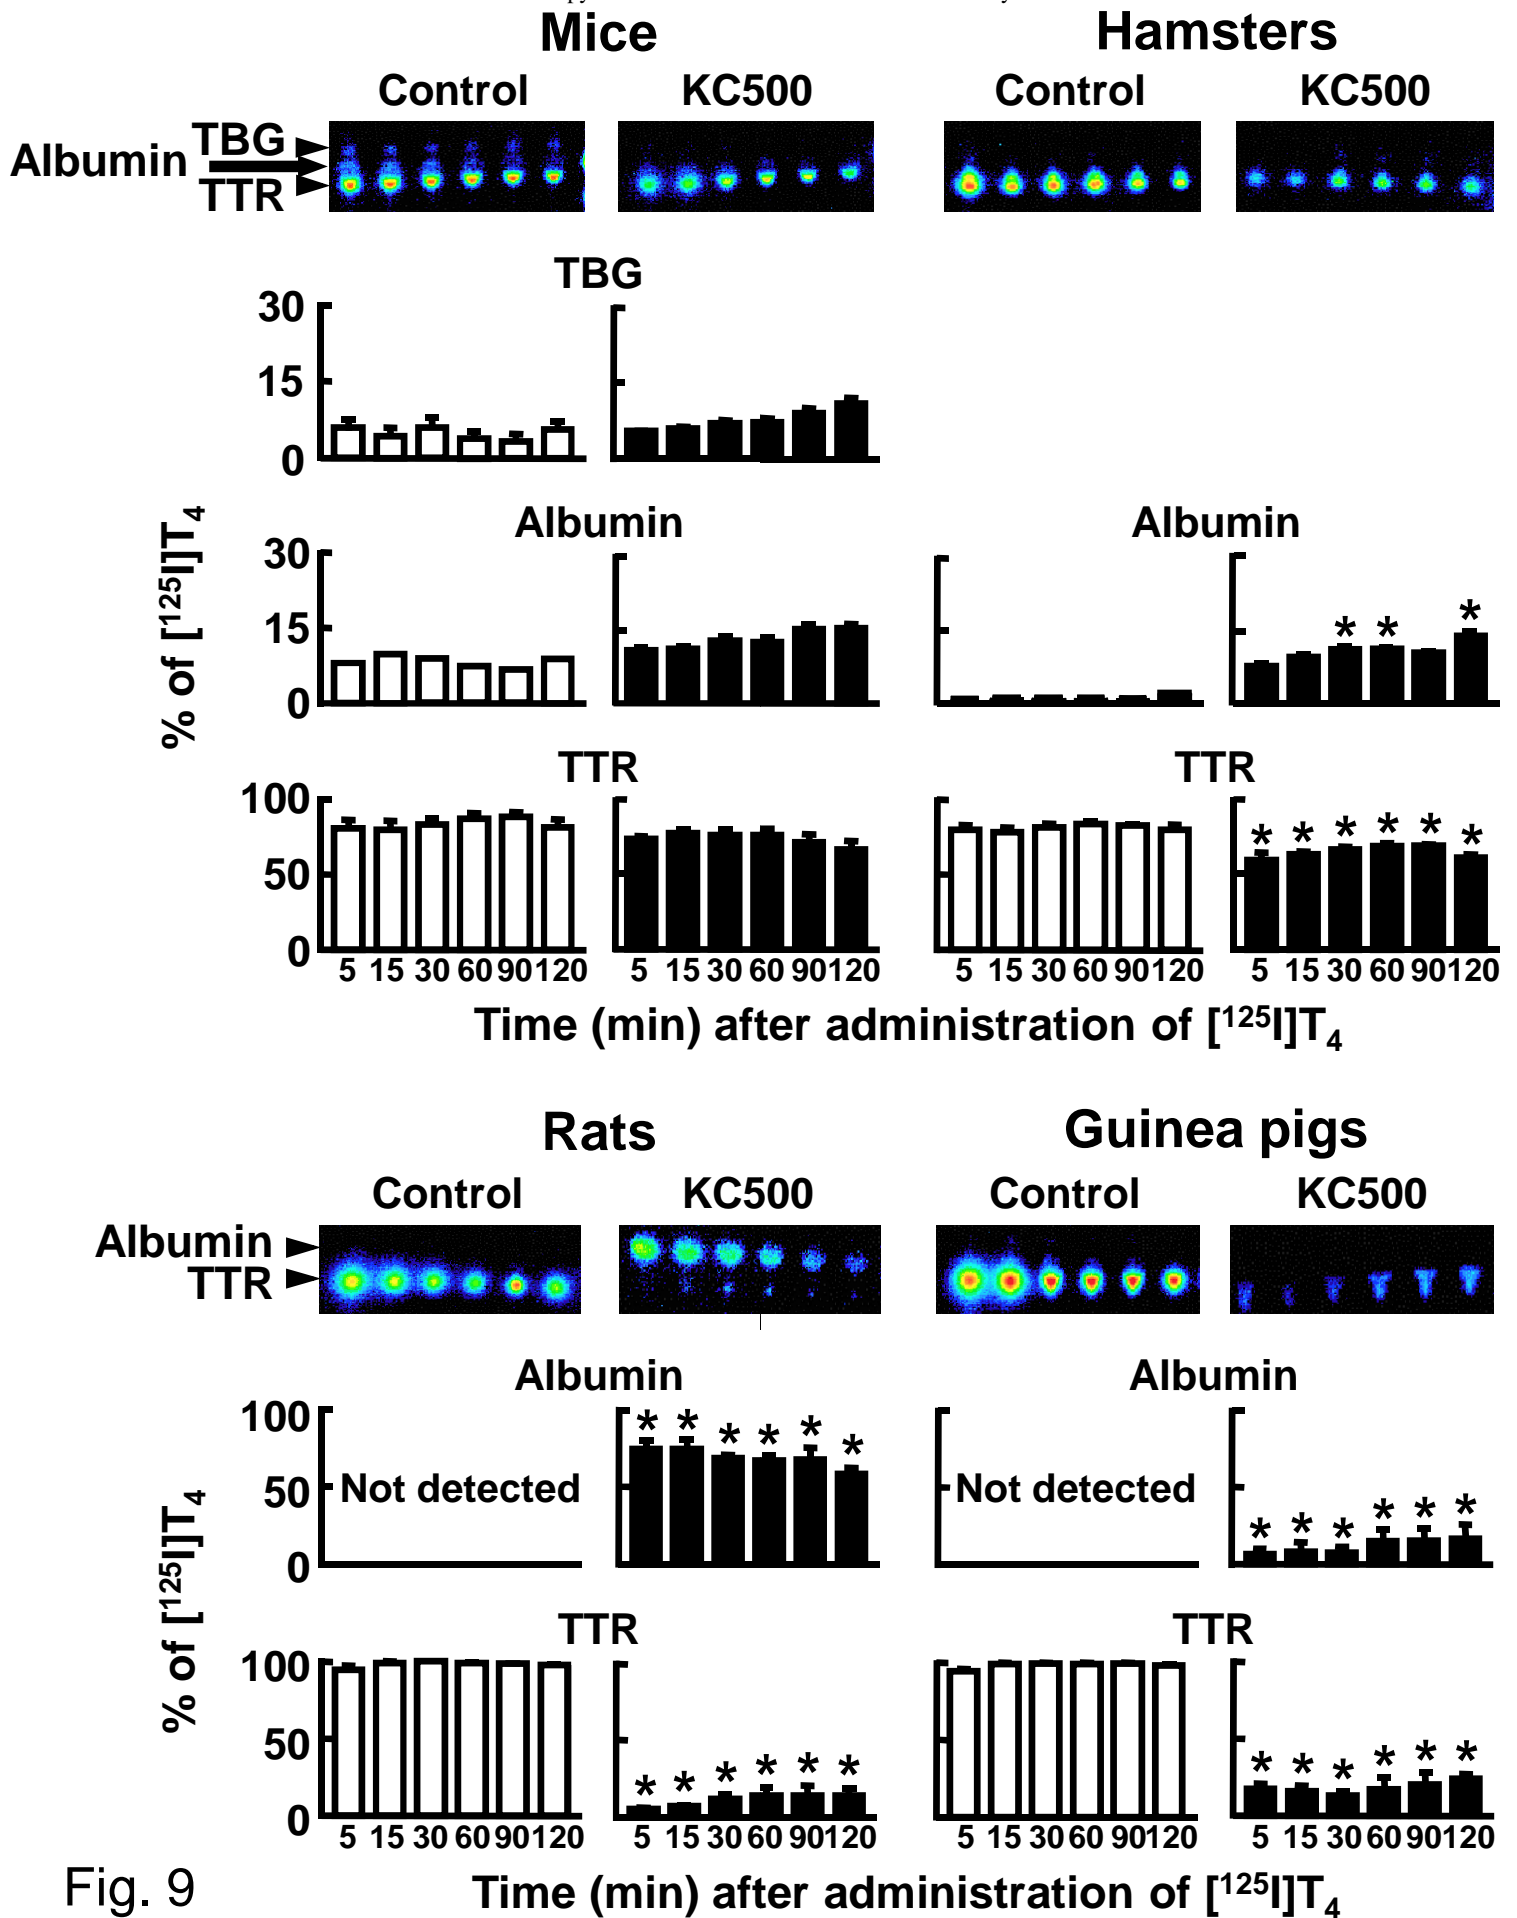 Mice Hamsters
Control KC500 Control KC500
TBG
Albumin
TTR
TBG
30
15
0
Albumin Albumin
30
15
0
% of [125I]T4
TTR TTR
100
50
0
5 15 30 60 90 120 5 15 30 60 90 120 5 15 30 60 90 120 5 15 30 60 90 120
* * *
* * * * * *
Time (min) after administration of [125I]T4
Rats Guinea pigs
Control KC500 Control KC500
Albumin
TTR
Albumin Albumin
100
50
0
Not detected Not detected
* * * * * * * * * * * *
% of [125I]T4
TTR TTR
100
50
0
* * * * * * * * * * * *
5 15 30 60 90 120 5 15 30 60 90 120 5 15 30 60 90 120 5 15 30 60 90 120
Fig. 9
Time (min) after administration of [125I]T4